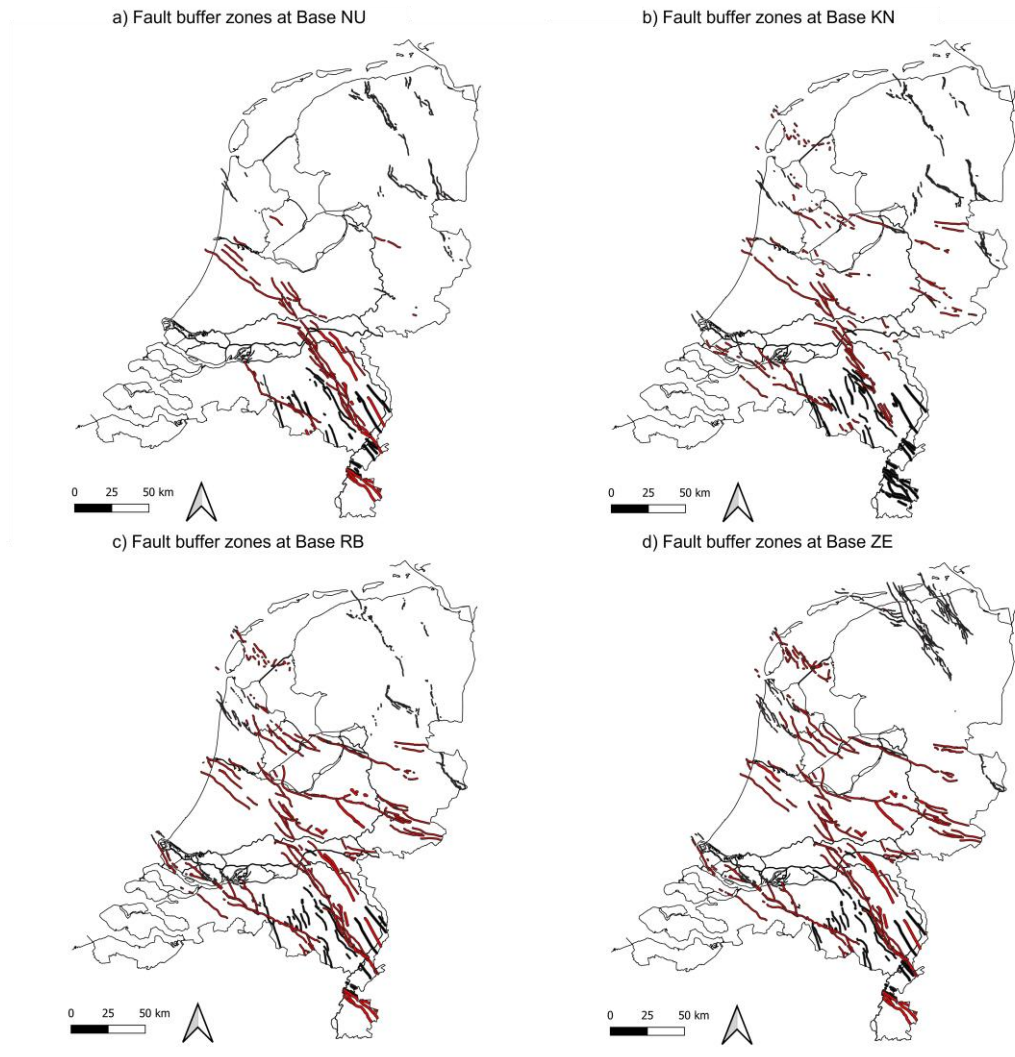 a) Fault buffer zones at Base NU
b) Fault buffer zones at Base KN
0 25 50 km
0 25 50 km
c) Fault buffer zones at Base RB
d) Fault buffer zones at Base ZE
0 25 50 km
0 25 50 km